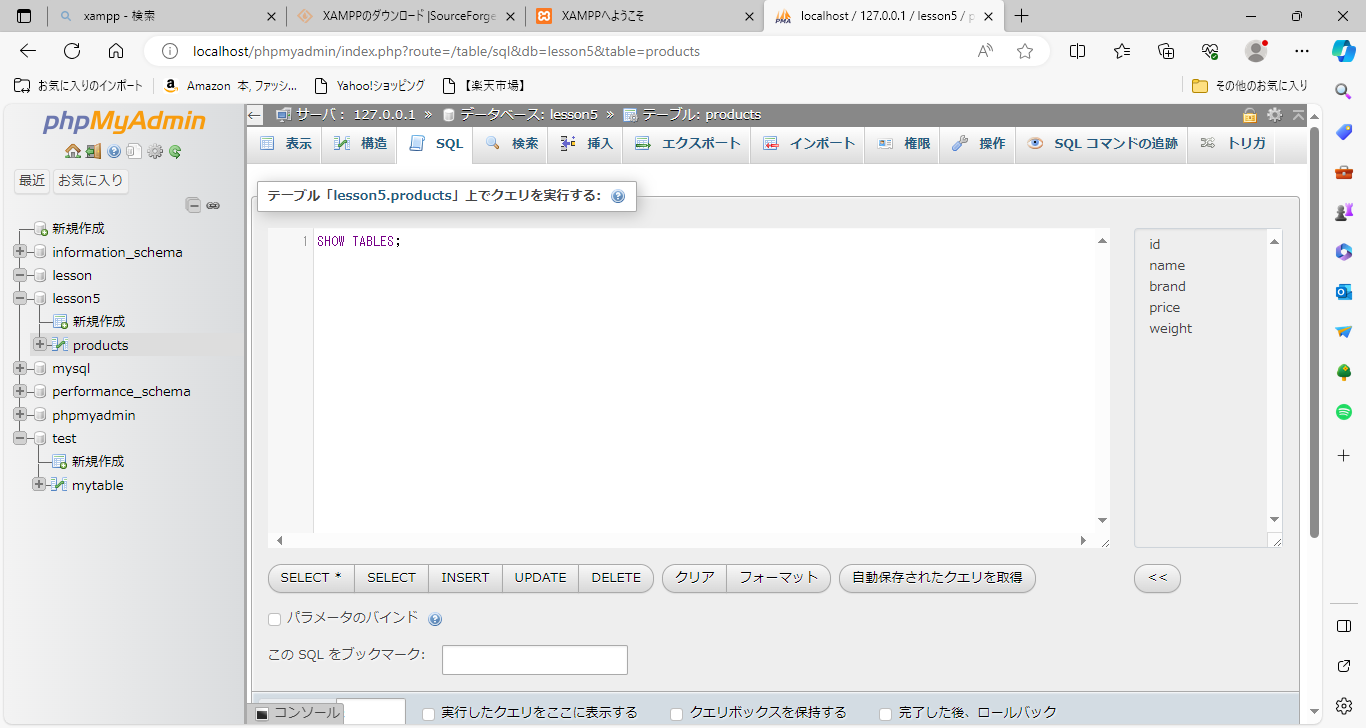 xampp - 検索
XAMPPのダウンロード |SourceForge
XAMPPへようこそ
localhost / 127.0.0.1 / lesson5 / p
localhost/phpmyadmin/index.php?route=/table/sql&db=lesson5&table=products
お気に入りのインポート
Amazon 本, ファッシ...
Yahoo!ショッピング
【楽天市場】
その他のお気に入り
phpMyAdmin
最近
お気に入り
新規作成
information_schema
lesson
lesson5
新規作成
products
mysql
performance_schema
phpmyadmin
test
新規作成
mytable
サーバ: 127.0.0.1 » データベース: lesson5 » テーブル: products
表示
構造
SQL
検索
挿入
エクスポート
インポート
権限
操作
SQL コマンドの追跡
トリガ
テーブル「lesson5.products」上でクエリを実行する:
1 SHOW TABLES;
id
name
brand
price
weight
SELECT *
SELECT
INSERT
UPDATE
DELETE
クリア
フォーマット
自動保存されたクエリを取得
<<
パラメータのバインド
この SQL をブックマーク:
コンソール
実行したクエリをここに表示する
クエリボックスを保持する
完了した後、ロールバック